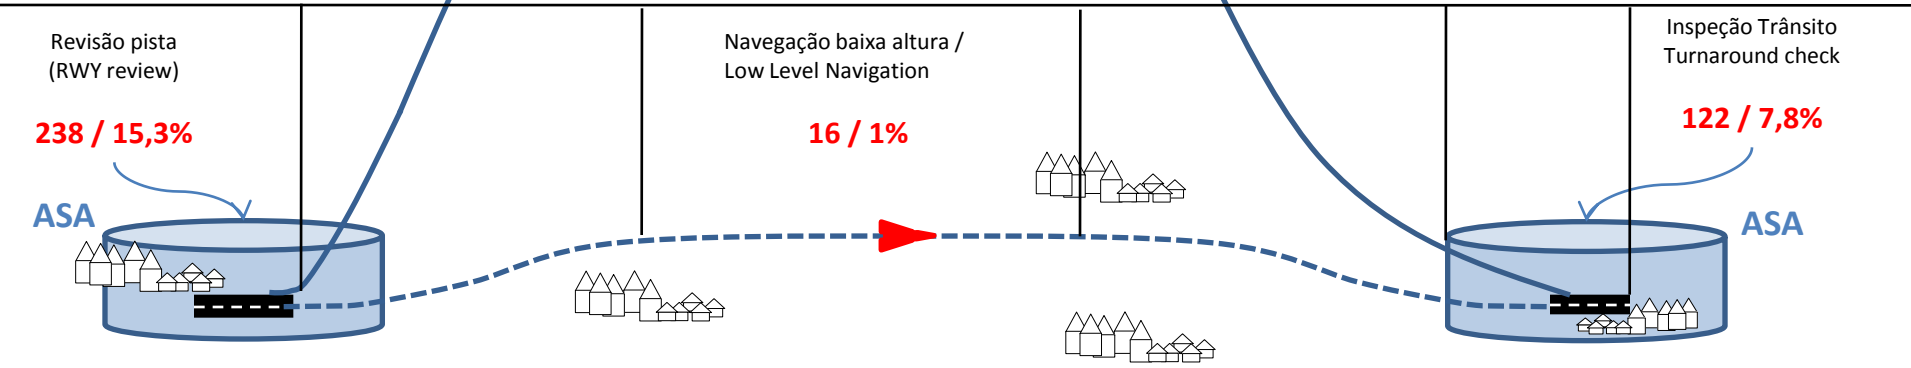 Revisão pista
(RWY review)
238 / 15,3%
ASA
Navegação baixa altura /
Low Level Navigation
16 / 1%
Inspeção Trânsito
Turnaround check
122 / 7,8%
ASA